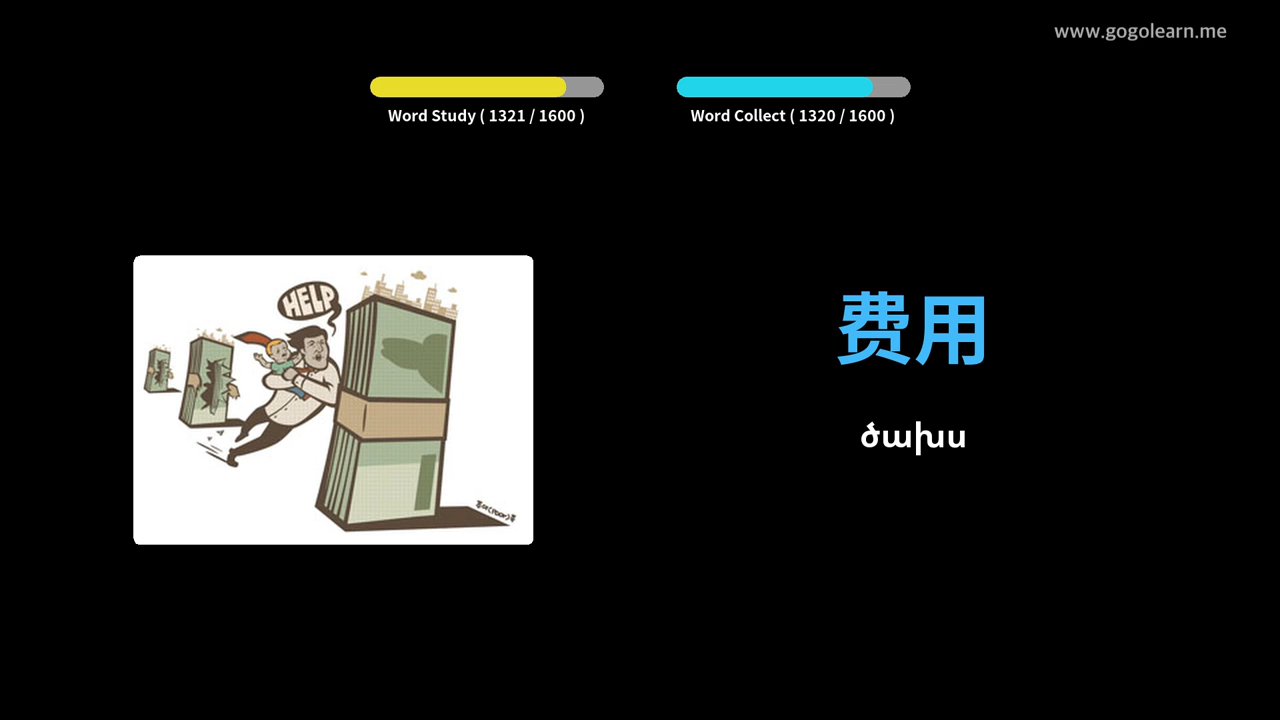 www.gogolearn.me
Word Study ( 1321 / 1600 )
Word Collect ( 1320 / 1600 )
HELP
费用
ծախս